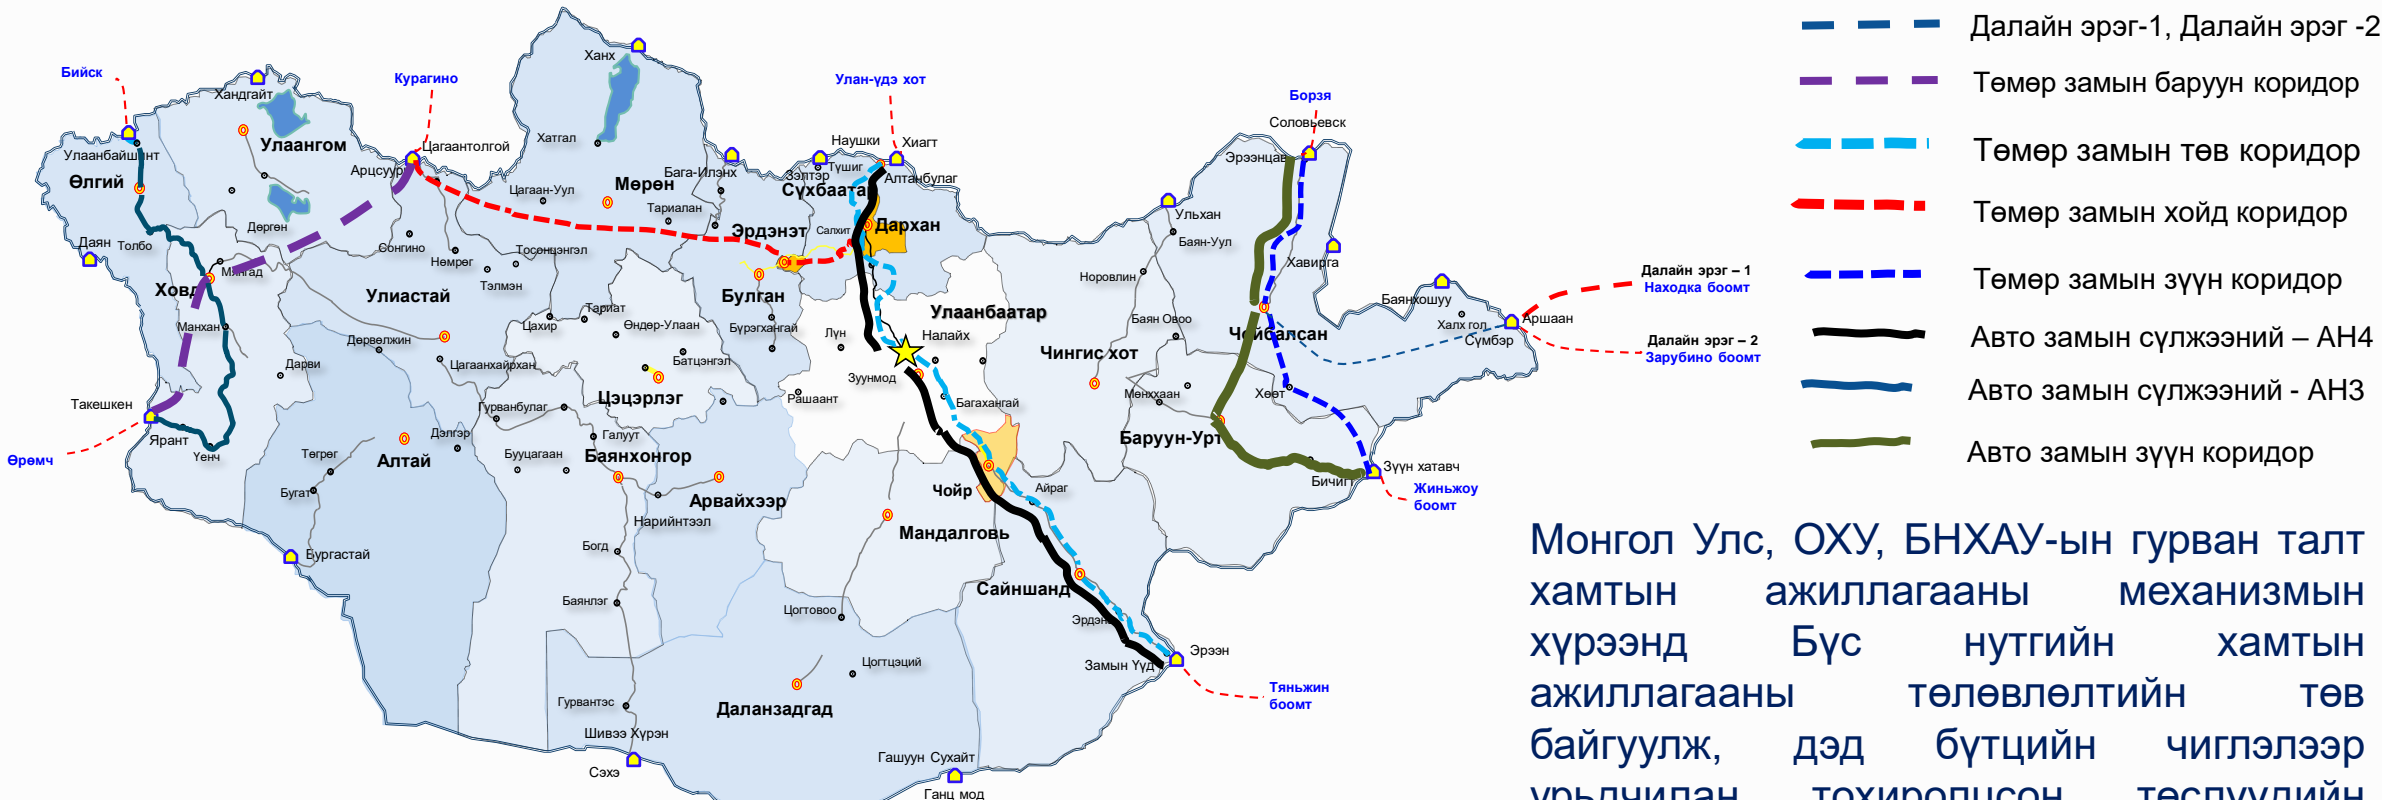 Далайн эрэг-1, Далайн эрэг -2
Төмөр замын баруун коридор
Төмөр замын төв коридор
Төмөр замын хойд коридор
Төмөр замын зүүн коридор
Авто замын сүлжээний – АН4
Авто замын сүлжээний - АН3
Авто замын зүүн коридор
Бийск
Хандгайт
Курагино
Ханх
Улан-үдэ хот
Борзя
Соловьевск
Улаанбайшинт
Улаангом
Цагаантолгой
Хатгал
Наушки
Хиагт
Эрээнцав
Өлгий
Арцсуурь
Цагаан-Уул
Мөрөн
Бага-Илэнх
Зэлтэр
Түшиг
Сүхбаатар
Алтанбулаг
Ульхан
Даян
Толбо
Дөргөн
Сонгино
Нөмрөг
Тосонцэнгэл
Тариалан
Эрдэнэт
Салхит
Дархан
Баян-Уул
Хавирга
Мянгад
Ховд
Улиастай
Тэлмэн
Булган
Норовлин
Далайн эрэг – 1
Находка боомт
Баянхошуу
Манхан
Цахир
Тариат
Өндөр-Улаан
Бүрэгхангай
Улаанбаатар
Баян Овоо
Халх гол
Аршаан
Дөрвөлжин
Лүн
Налайх
Чингис хот
Чойбалсан
Сүмбэр
Далайн эрэг – 2
Зарубино боомт
Дарви
Цагаанхайрхан
Батцэнгэл
Зуунмод
Такешкен
Гурванбулаг
Цэцэрлэг
Рашаант
Багахангай
Мөнххаан
Хөөт
Ярант
Дэлгэр
Галуут
Баруун-Урт
Өрөмч
Үенч
Төгрөг
Алтай
Бууцагаан
Баянхонгор
Зүүн хатавч
Бичигт
Жиньжоу
боомт
Бугат
Арвайхээр
Чойр
Айраг
Нарийнтээл
Мандалговь
Бургастай
Богд
Сайншанд
Баянлэг
Цогтовоо
Эрээн
Цогтцэций
Замын Үүд
Тяньжин
боомт
Гурвантэс
Даланзадгад
Шивээ Хүрэн
Сэхэ
Гашуун Сухайт
Ганц мод
Монгол Улс, ОХУ, БНХАУ-ын гурван талт
хамтын ажиллагааны механизмын
хүрээнд Бүс нутгийн хамтын
ажиллагааны төлөвлөлтийн төв
байгуулж, дэд бүтцийн чиглэлээр
урьдчилан тохиролцсон төслүүдийн